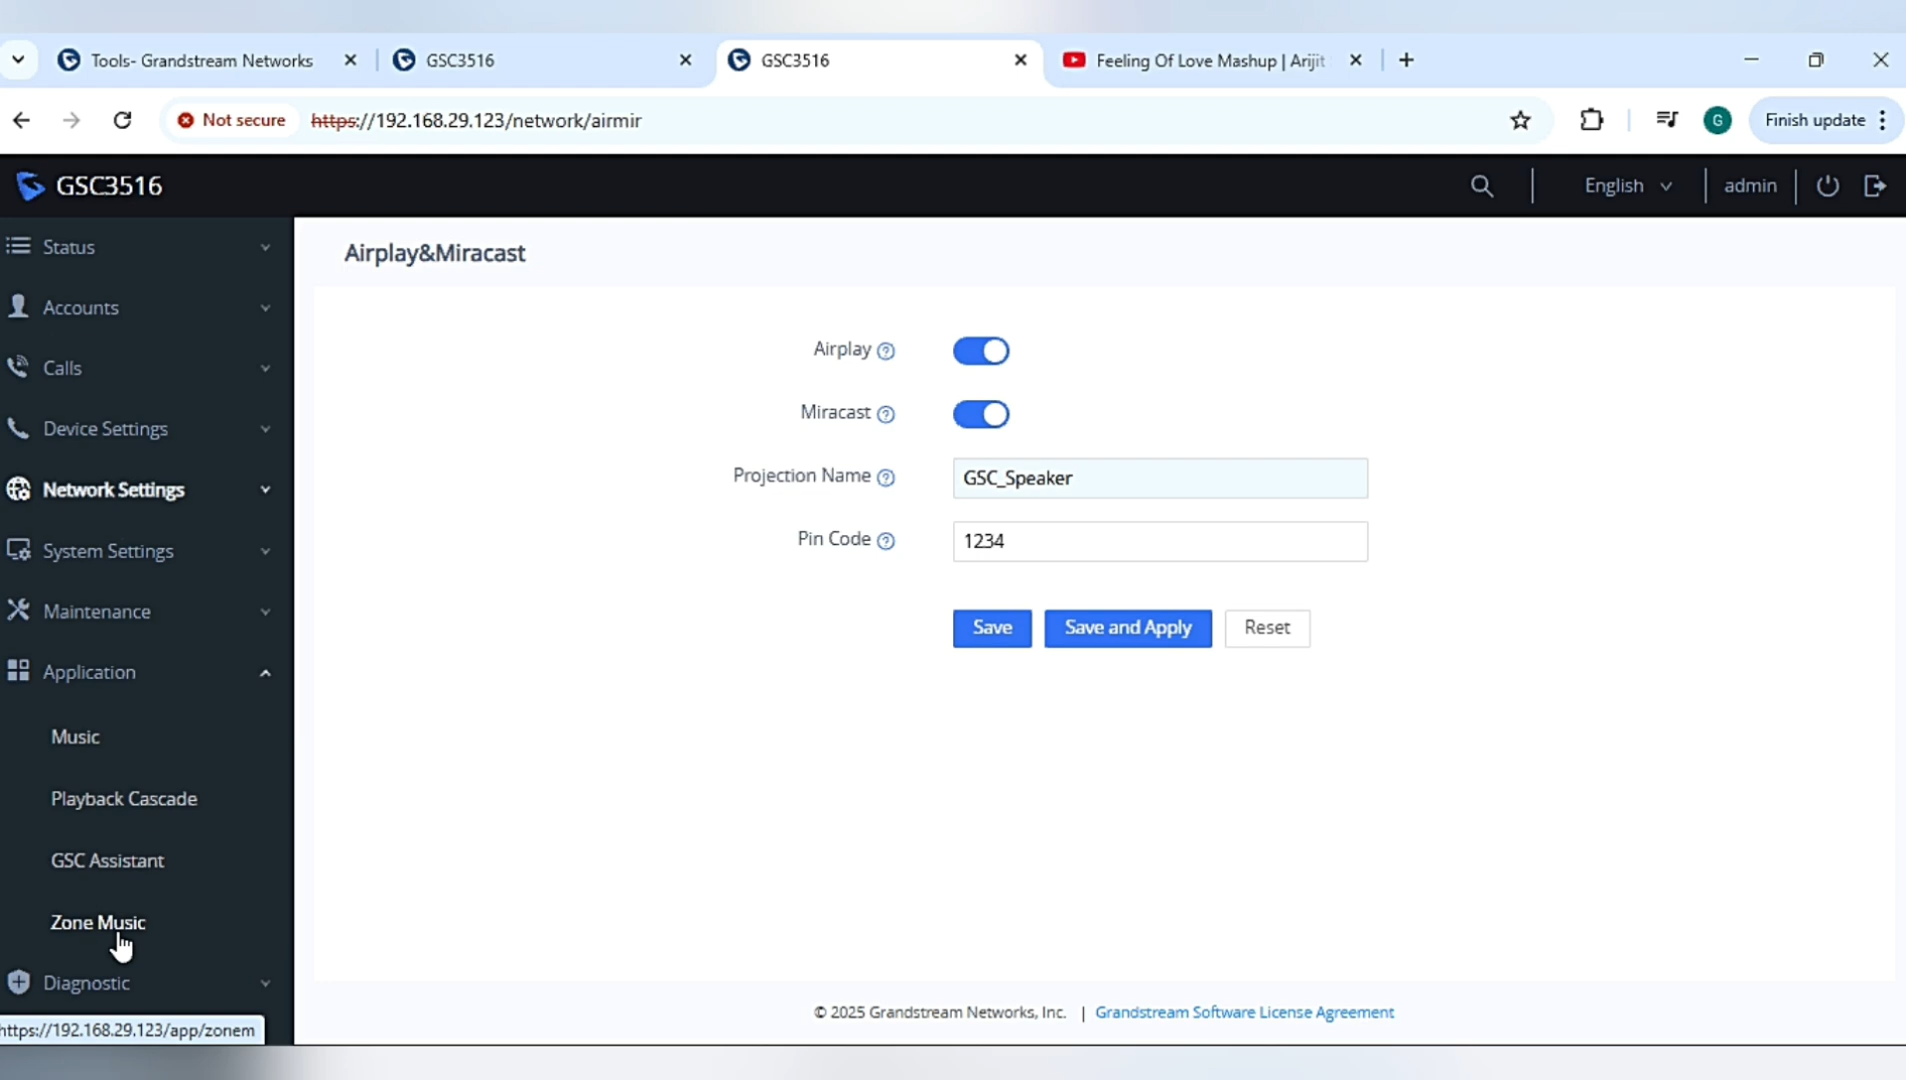 Tools- Grandstream Networks
GSC3516
GSC3516
Feeling Of Love Mashup | Arijit
Not secure
https://192.168.29.123/network/airmir
G
Finish update
GSC3516
English
admin
Status
Accounts
Calls
Device Settings
Network Settings
System Settings
Maintenance
Application
Music
Playback Cascade
GSC Assistant
Zone Music
Diagnostic
Airplay&Miracast
Airplay
Miracast
Projection Name
GSC_Speaker
Pin Code
1234
Save
Save and Apply
Reset
© 2025 Grandstream Networks, Inc. | Grandstream Software License Agreement
https://192.168.29.123/app/zonem